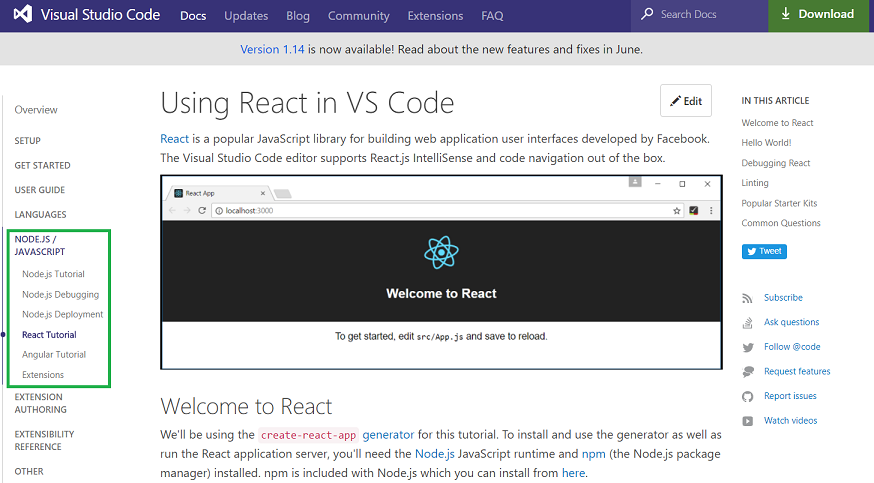 Visual Studio Code Docs Updates Blog Community Extensions FAQ Search Docs Download
Version 1.14 is now available! Read about the new features and fixes in June.
Overview
SETUP
GET STARTED
USER GUIDE
LANGUAGES
NODE.JS /
JAVASCRIPT
Node.js Tutorial
Node.js Debugging
Node.js Deployment
React Tutorial
Angular Tutorial
Extensions
EXTENSION
AUTHORING
EXTENSIBILITY
REFERENCE
OTHER
Using React in VS Code
Edit
React is a popular JavaScript library for building web application user interfaces developed by Facebook.
The Visual Studio Code editor supports React.js IntelliSense and code navigation out of the box.
React App
localhost:3000
Welcome to React
To get started, edit src/App.js and save to reload.
Welcome to React
We'll be using the create-react-app generator for this tutorial. To install and use the generator as well as
run the React application server, you'll need the Node.js JavaScript runtime and npm (the Node.js package
manager) installed. npm is included with Node.js which you can install from here.
IN THIS ARTICLE
Welcome to React
Hello World!
Debugging React
Linting
Popular Starter Kits
Common Questions
Tweet
Subscribe
Ask questions
Follow @code
Request features
Report issues
Watch videos